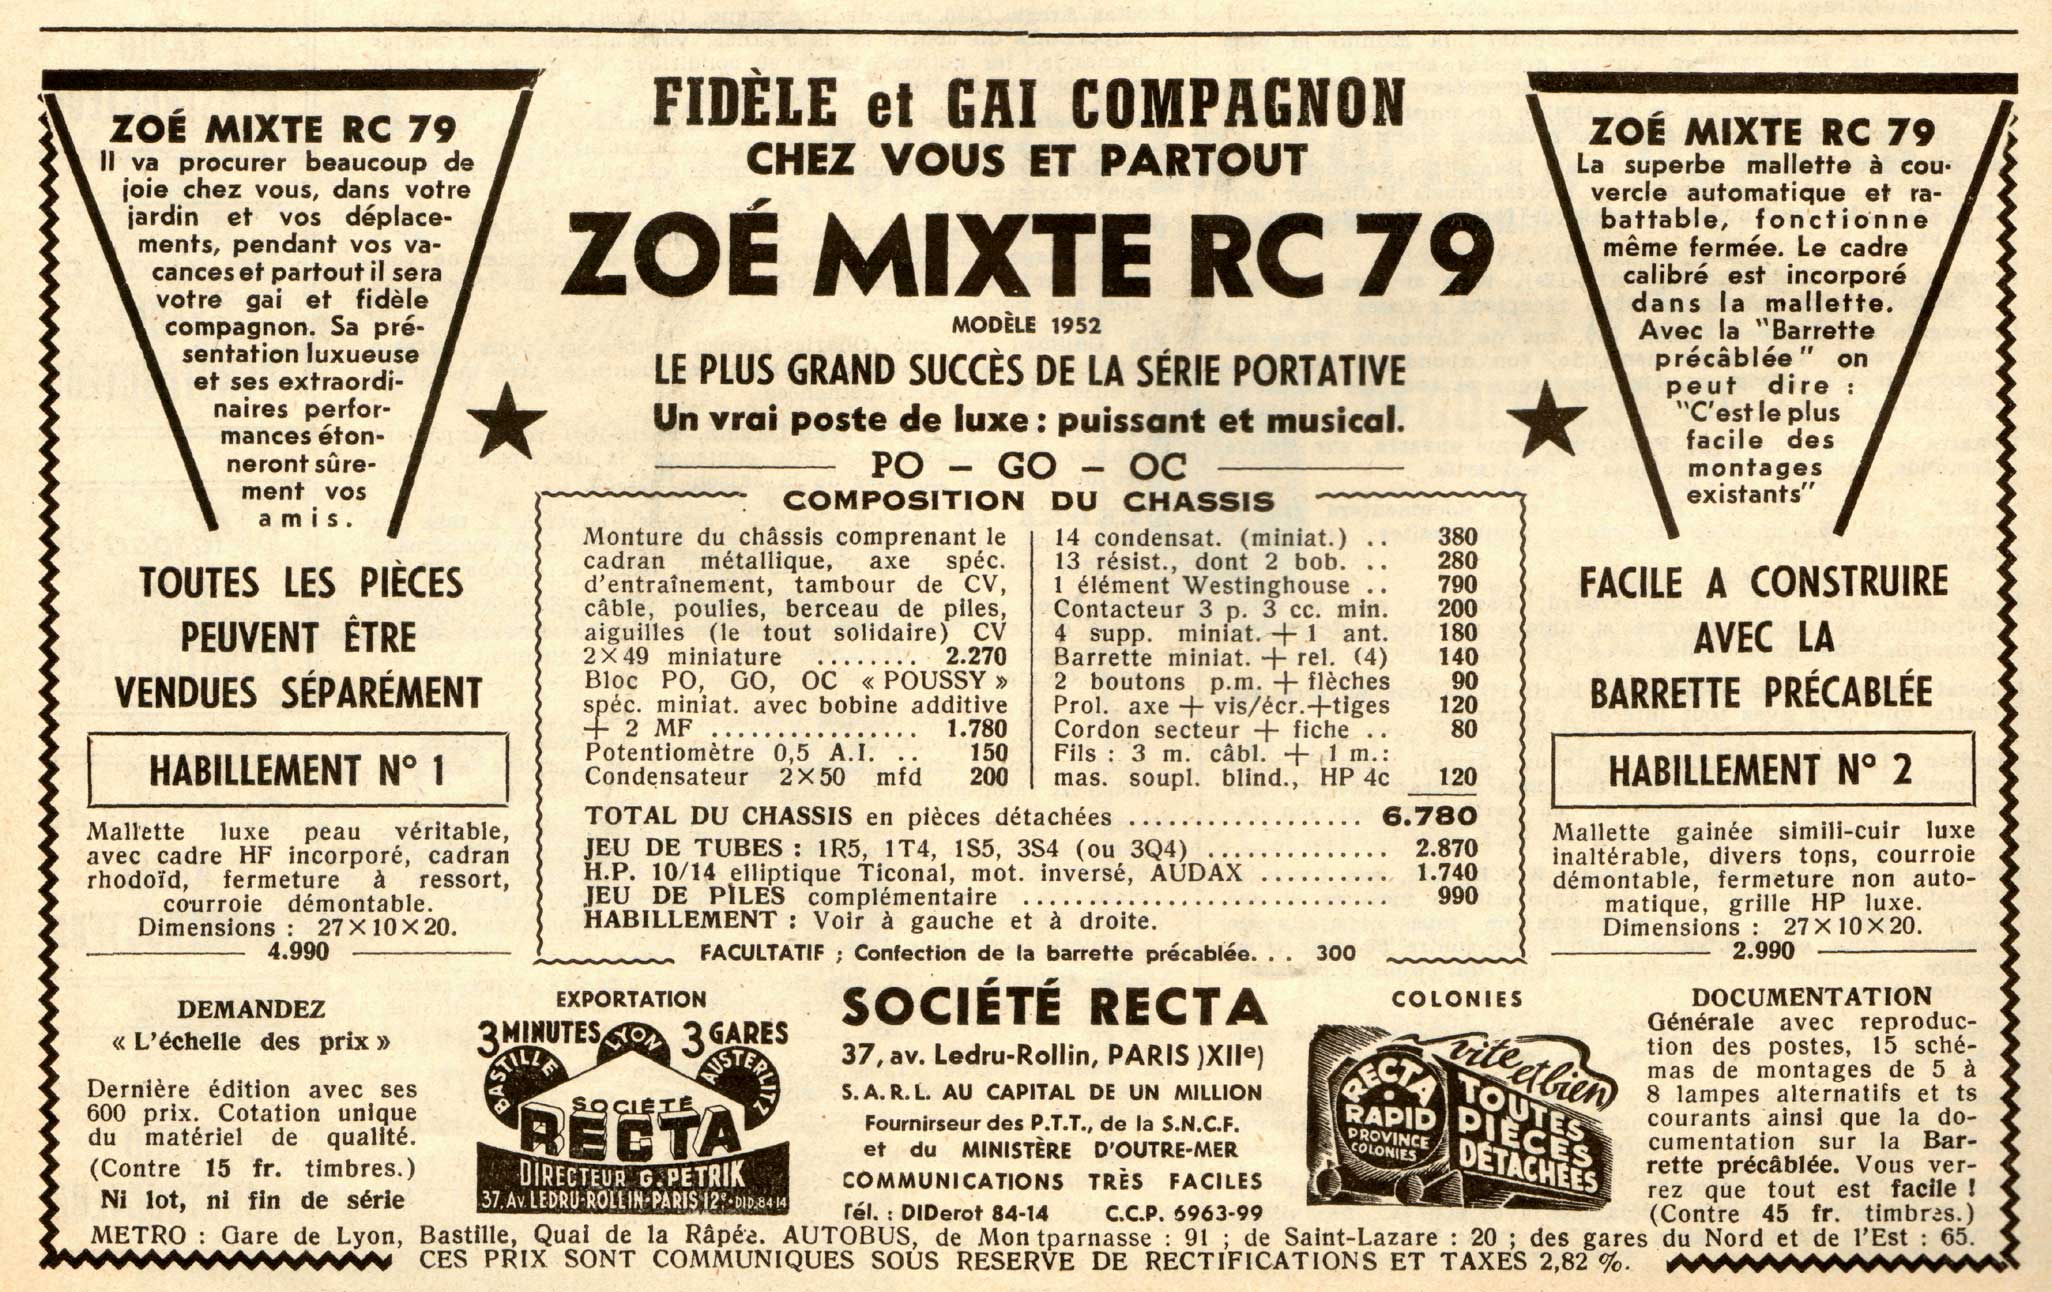 ZOÉ MIXTE RC 79
Il va procurer beaucoup de
joie chez vous, dans votre
jardin et vos déplace-
ments, pendant vos va-
cances et partout il sera
votre gai et fidèle
compagnon. Sa pré-
sentation luxueuse
et ses extraordi-
naires perfor-
mances éton-
neront sûre-
ment vos
amis.
TOUTES LES PIÈCES
PEUVENT ÊTRE
VENDUES SÉPARÉMENT
HABILLEMENT N° 1
Mallette luxe peau véritable,
avec cadre HF incorporé, cadran
rhodoïd, fermeture à ressort,
courroie démontable.
Dimensions : 27×10×20.
4.990
FIDÈLE et GAI COMPAGNON
CHEZ VOUS ET PARTOUT
ZOÉ MIXTE RC 79
MODÈLE 1952
LE PLUS GRAND SUCCÈS DE LA SÉRIE PORTATIVE
Un vrai poste de luxe : puissant et musical.
PO – GO – OC
COMPOSITION DU CHASSIS
Monture du châssis comprenant le
cadran métallique, axe spéc.
d'entraînement, tambour de CV,
câble, poulies, berceau de piles,
aiguilles (le tout solidaire) CV
2×49 miniature ........ 2.270
Bloc PO, GO, OC « POUSSY »
spéc. miniat. avec bobine additive
+ 2 MF ................ 1.780
Potentiomètre 0,5 A.I. .. 150
Condensateur 2×50 mfd 200
14 condensat. (miniat.) .. 380
13 résist., dont 2 bob. .. 280
1 élément Westinghouse .. 790
Contacteur 3 p. 3 cc. min. 200
4 supp. miniat. + 1 ant. 180
Barrette miniat. + rel. (4) 140
2 boutons p.m. + flèches 90
Prol. axe + vis/écr.+tiges 120
Cordon secteur + fiche .. 80
Fils : 3 m. câbl. + 1 m.:
mas. soupl. blind., HP 4c 120
TOTAL DU CHASSIS en pièces détachées .................. 6.780
JEU DE TUBES : 1R5, 1T4, 1S5, 3S4 (ou 3Q4) .............. 2.870
H.P. 10/14 elliptique Ticonal, mot. inversé, AUDAX .......... 1.740
JEU DE PILES complémentaire ............................ 990
HABILLEMENT : Voir à gauche et à droite.
FACULTATIF ; Confection de la barrette précablée. . . 300
ZOÉ MIXTE RC 79
La superbe mallette à cou-
vercle automatique et ra-
battable, fonctionne
même fermée. Le cadre
calibré est incorporé
dans la mallette.
Avec la "Barrette
précâblée" on
peut dire :
"C'est le plus
facile des
montages
existants"
FACILE A CONSTRUIRE
AVEC LA
BARRETTE PRÉCABLÉE
HABILLEMENT N° 2
Mallette gainée simili-cuir luxe
inaltérable, divers tons, courroie
démontable, fermeture non auto-
matique, grille HP luxe.
Dimensions : 27×10×20.
2.990
DEMANDEZ
« L'échelle des prix »
Dernière édition avec ses
600 prix. Cotation unique
du matériel de qualité.
(Contre 15 fr. timbres.)
Ni lot, ni fin de série
EXPORTATION
3 MINUTES 3 GARES
BASTILLE LYON AUSTERLITZ
SOCIÉTÉ
RECTA
DIRECTEUR G. PETRIK
37, AV. LEDRU-ROLLIN-PARIS 12e-DID. 84-14
SOCIÉTÉ RECTA
37, av. Ledru-Rollin, PARIS )XIIe)
S.A.R.L. AU CAPITAL DE UN MILLION
Fournirseur des P.T.T., de la S.N.C.F.
et du MINISTÈRE D'OUTRE-MER
COMMUNICATIONS TRÈS FACILES
Tél. : DIDerot 84-14 C.C.P. 6963-99
COLONIES
vite et bien
RECTA
RAPID
PROVINCE
COLONIES
TOUTES
PIÈCES
DÉTACHÉES
DOCUMENTATION
Générale avec reproduc-
tion des postes, 15 sché-
mas de montages de 5 à
8 lampes alternatifs et ts
courants ainsi que la do-
cumentation sur la Bar-
rette précâblée. Vous ver-
rez que tout est facile !
(Contre 45 fr. timbres.)
METRO : Gare de Lyon, Bastille, Quai de la Râpée. AUTOBUS, de Montparnasse : 91 ; de Saint-Lazare : 20 ; des gares du Nord et de l'Est : 65.
CES PRIX SONT COMMUNIQUES SOUS RESERVE DE RECTIFICATIONS ET TAXES 2,82 %.